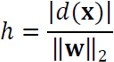 h = |d(𝐱)| / ‖𝐰‖₂